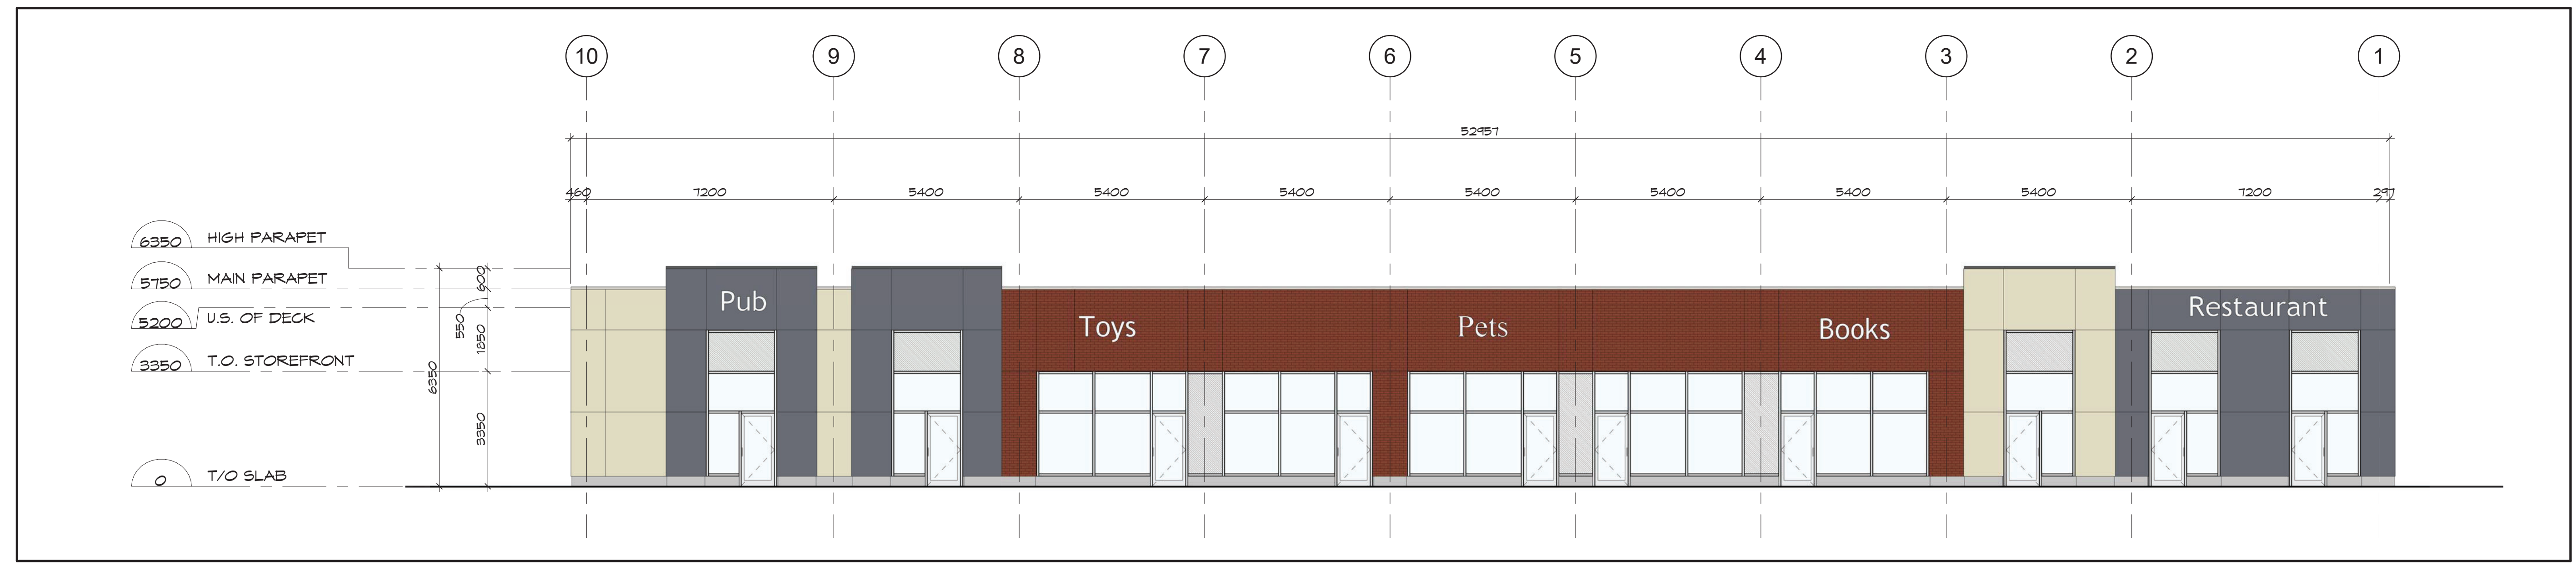 10 9 8 7 6 5 4 3 2 1
52957
460 7200 5400 5400 5400 5400 5400 5400 5400 7200 297
6350 HIGH PARAPET
5750 MAIN PARAPET
5200 U.S. OF DECK
3350 T.O. STOREFRONT
0 T/O SLAB
6350
600
550
1850
3350
Pub
Toys
Pets
Books
Restaurant